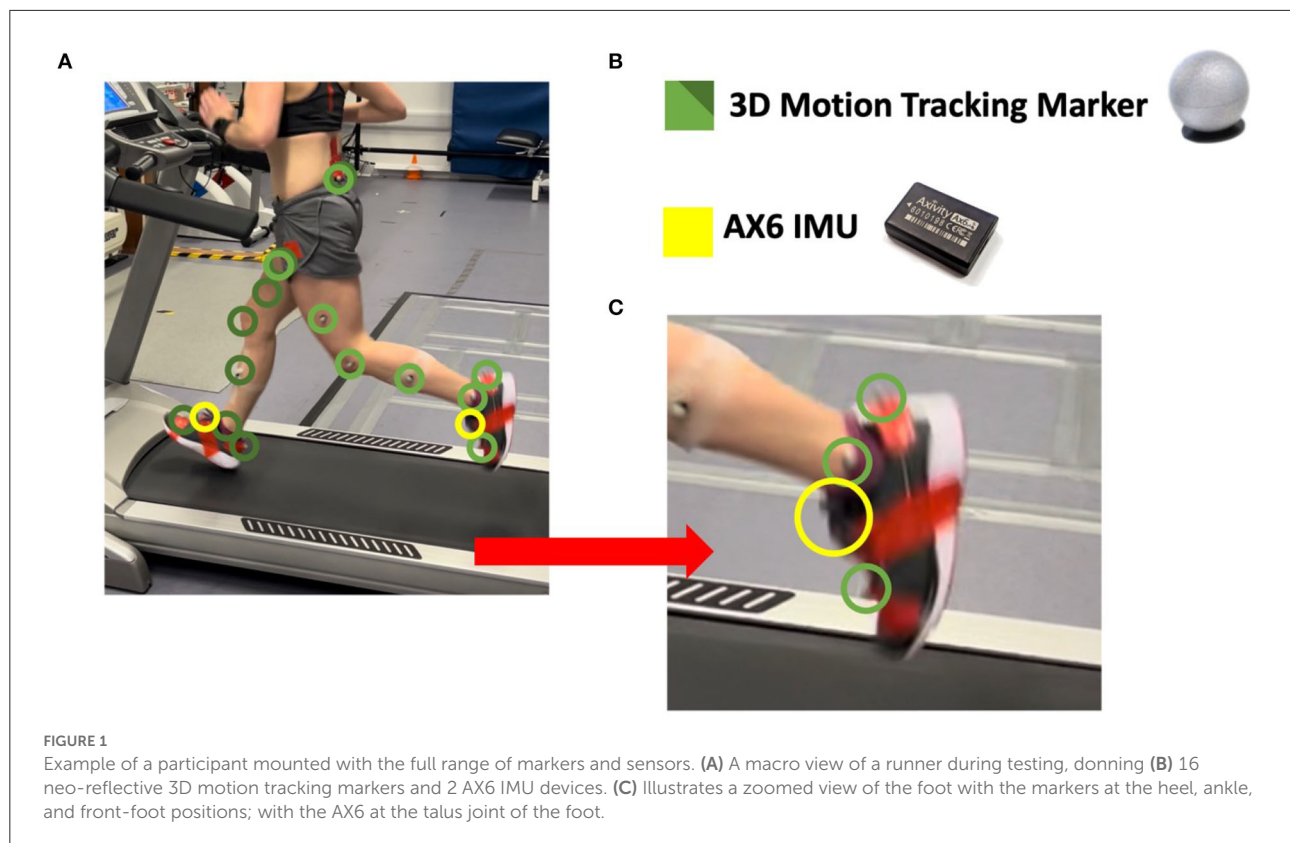 A
B
3D Motion Tracking Marker
AX6 IMU
Axivity Ax6
6010198
C
FIGURE 1
Example of a participant mounted with the full range of markers and sensors. (A) A macro view of a runner during testing, donning (B) 16
neo-reflective 3D motion tracking markers and 2 AX6 IMU devices. (C) Illustrates a zoomed view of the foot with the markers at the heel, ankle,
and front-foot positions; with the AX6 at the talus joint of the foot.